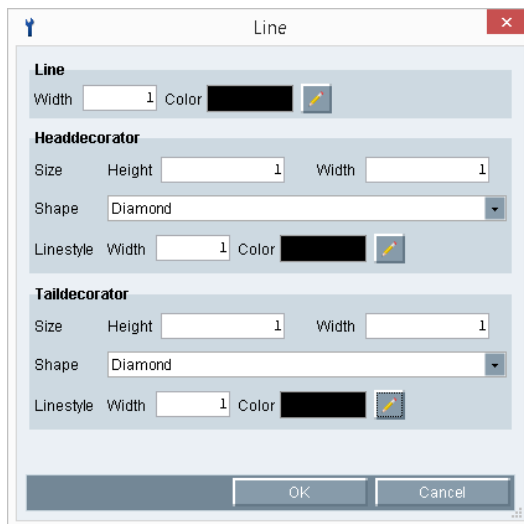 Line
Line
Width 1 Color
Headdecorator
Size Height 1 Width 1
Shape Diamond
Linestyle Width 1 Color
Taildecorator
Size Height 1 Width 1
Shape Diamond
Linestyle Width 1 Color
OK Cancel